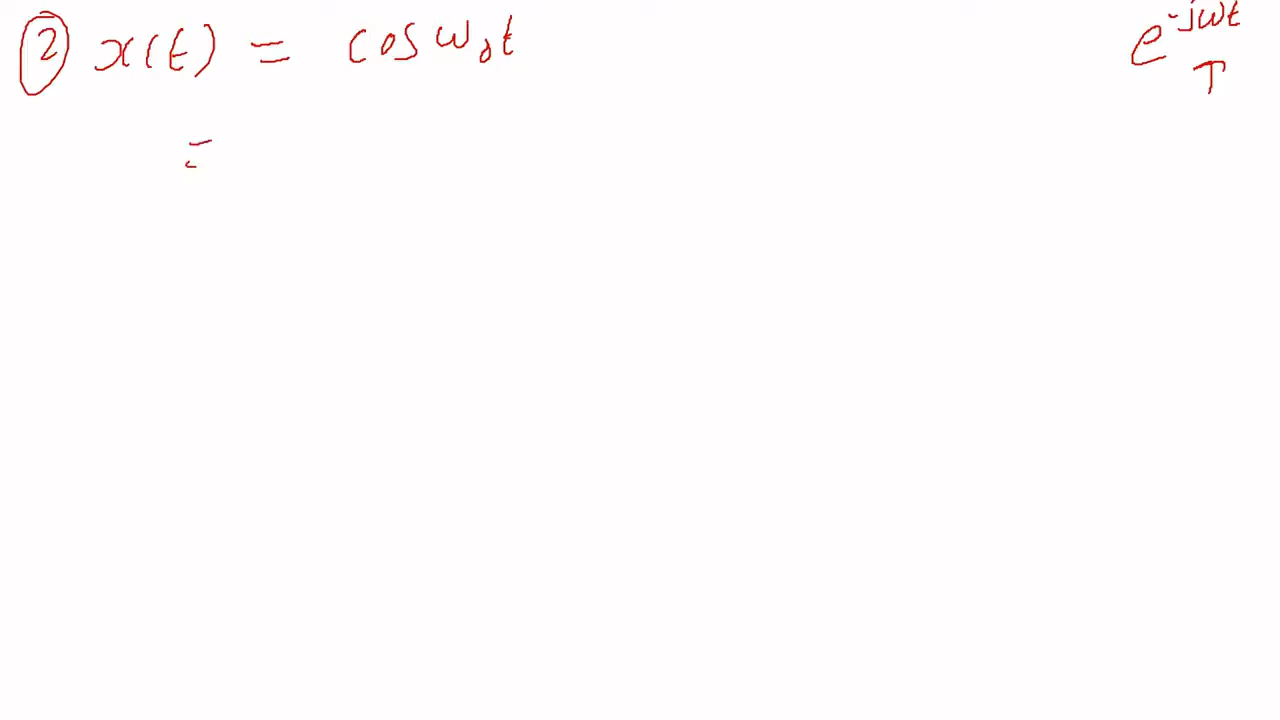 ② x(t) = cos ω₀t
e^-jωt
↑
=